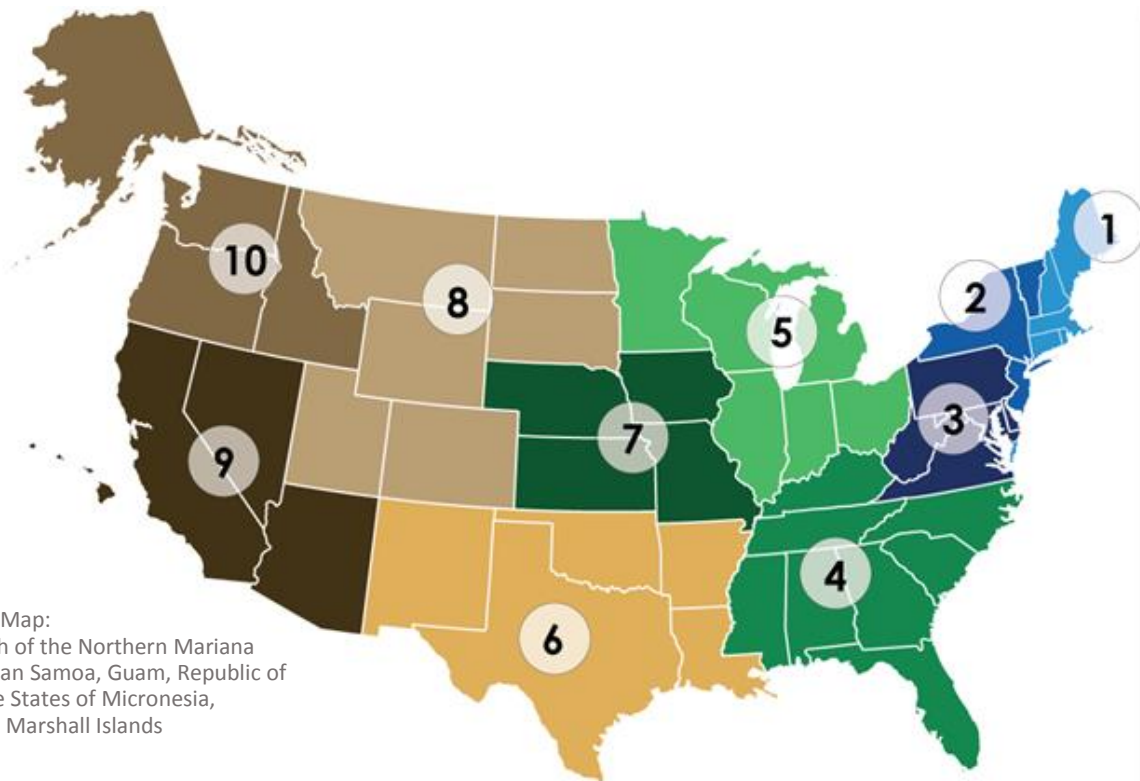 1
2
3
4
5
6
7
8
9
10
Map:
h of the Northern Mariana
an Samoa, Guam, Republic of
e States of Micronesia,
Marshall Islands